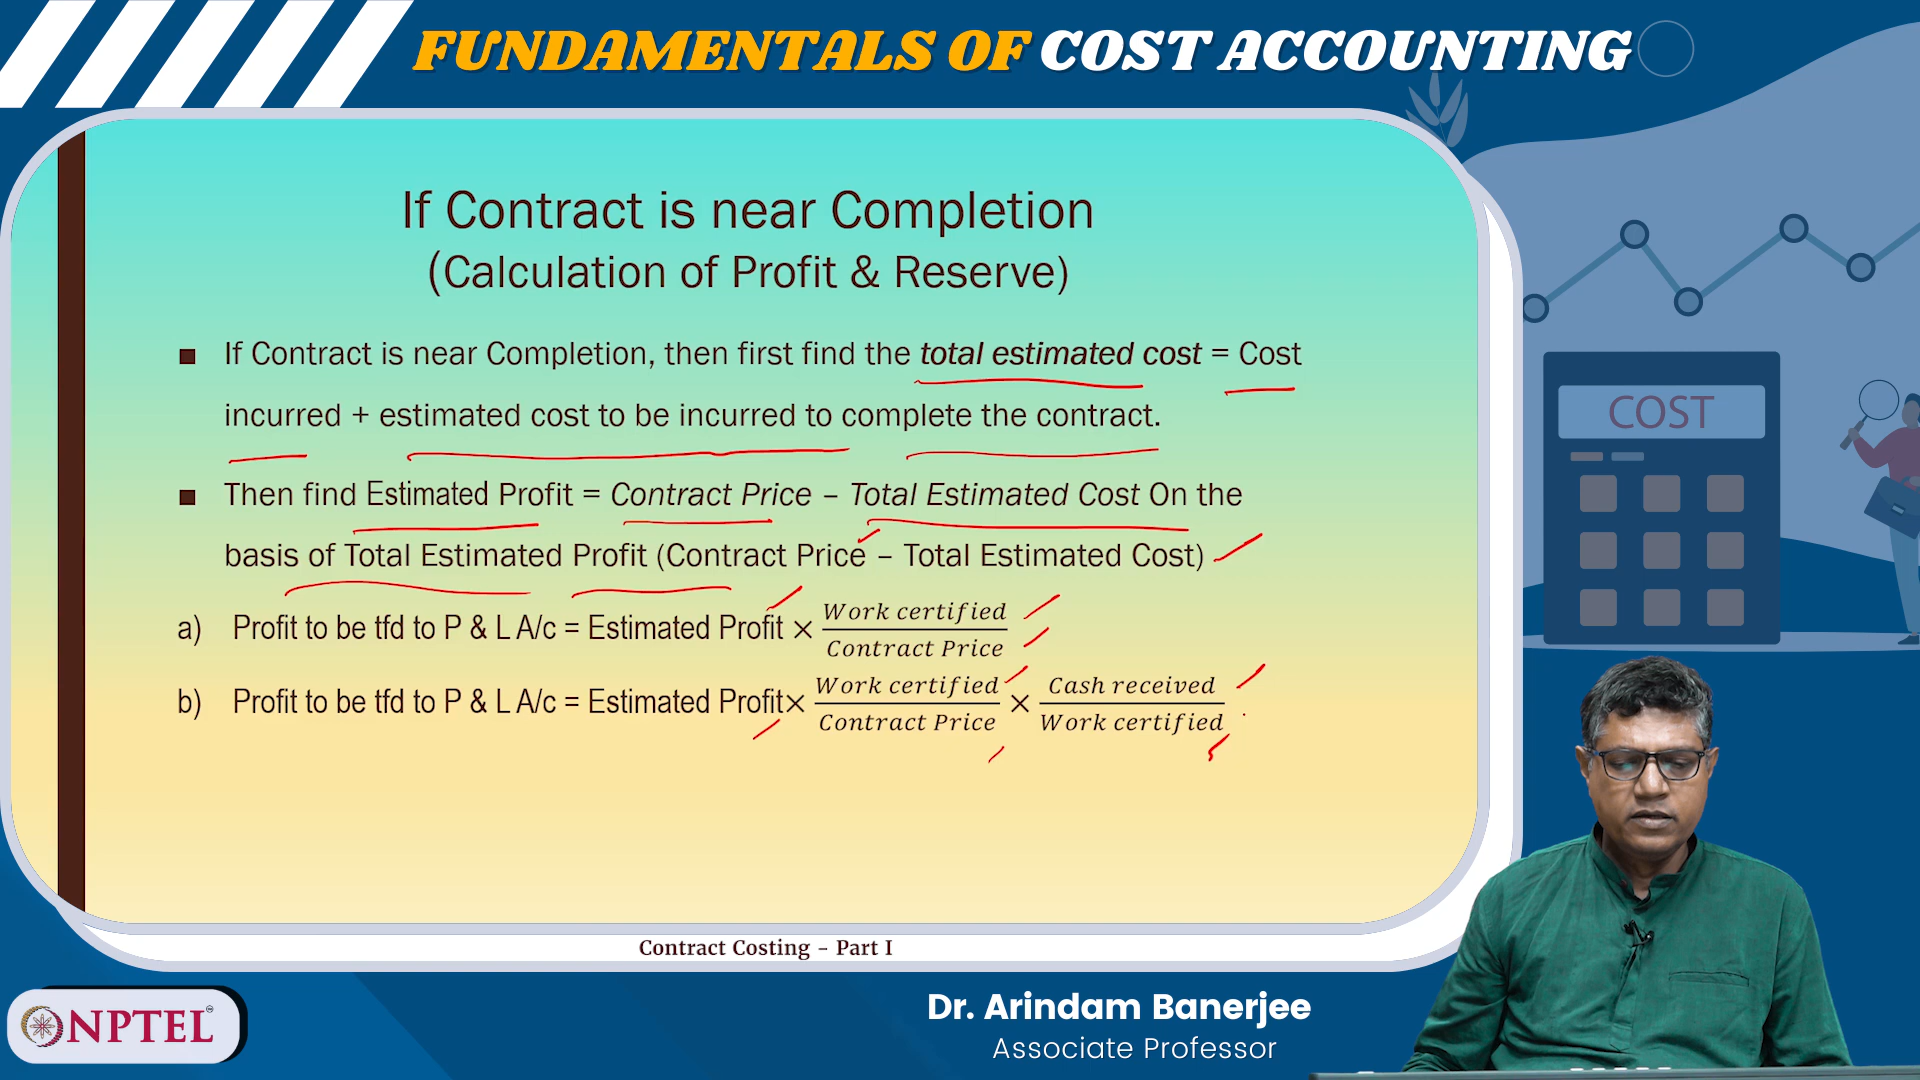 FUNDAMENTALS OF COST ACCOUNTING
If Contract is near Completion
(Calculation of Profit & Reserve)
■ If Contract is near Completion, then first find the total estimated cost = Cost
incurred + estimated cost to be incurred to complete the contract.
■ Then find Estimated Profit = Contract Price – Total Estimated Cost On the
basis of Total Estimated Profit (Contract Price – Total Estimated Cost)
a) Profit to be tfd to P & L A/c = Estimated Profit × Work certified / Contract Price
b) Profit to be tfd to P & L A/c = Estimated Profit× Work certified / Contract Price × Cash received / Work certified
COST
Contract Costing – Part I
NPTEL
Dr. Arindam Banerjee
Associate Professor